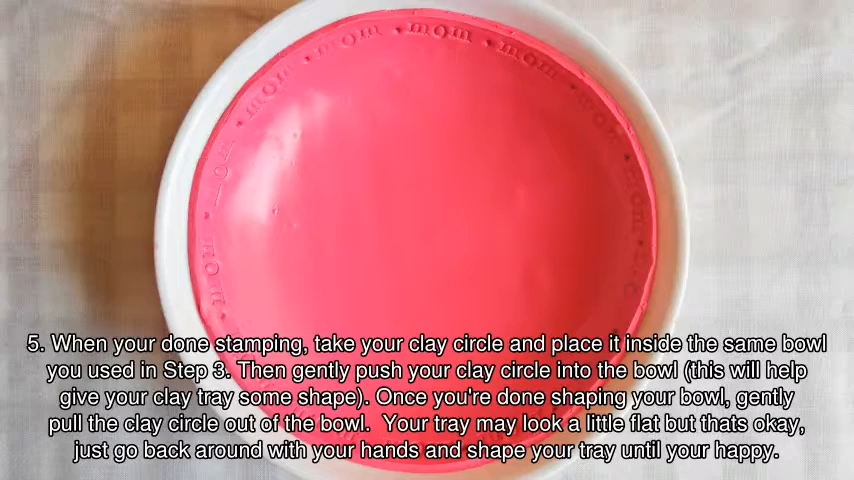 mom • mom • mom • mom • mom • mom • mom • mom
5. When your done stamping, take your clay circle and place it inside the same bowl
you used in Step 3. Then gently push your clay circle into the bowl (this will help
give your clay tray some shape). Once you're done shaping your bowl, gently
pull the clay circle out of the bowl.  Your tray may look a little flat but thats okay,
just go back around with your hands and shape your tray until your happy.